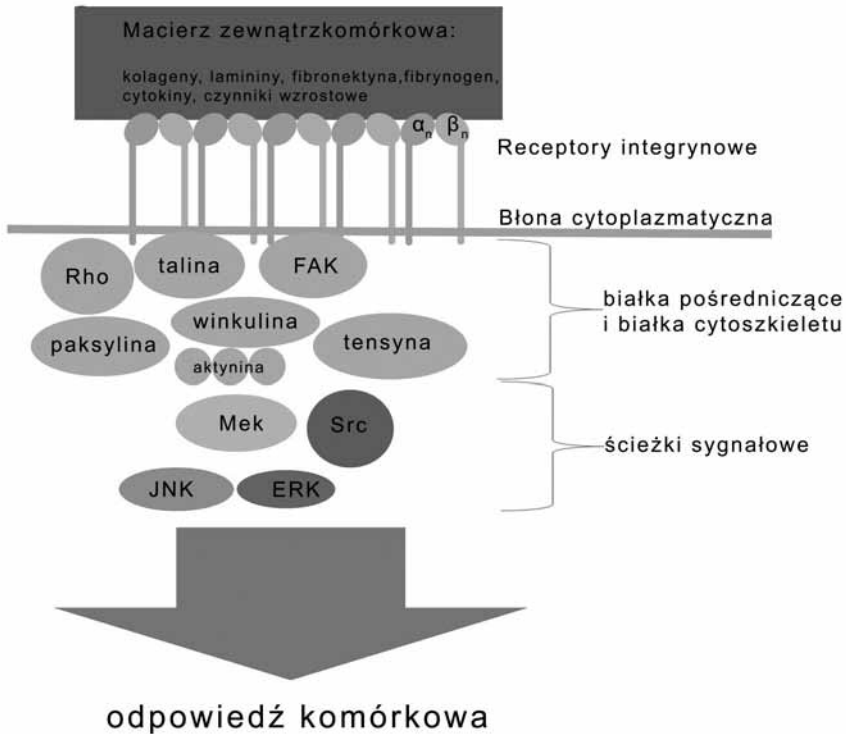 Macierz zewnątrzkomórkowa:
kolageny, lamininy, fibronektyna,fibrynogen,
cytokiny, czynniki wzrostowe
αn βn
Receptory integrynowe
Błona cytoplazmatyczna
Rho
talina
FAK
winkulina
paksylina
tensyna
aktynina
białka pośredniczące
i białka cytoszkieletu
Mek
Src
ścieżki sygnałowe
JNK
ERK
odpowiedź komórkowa